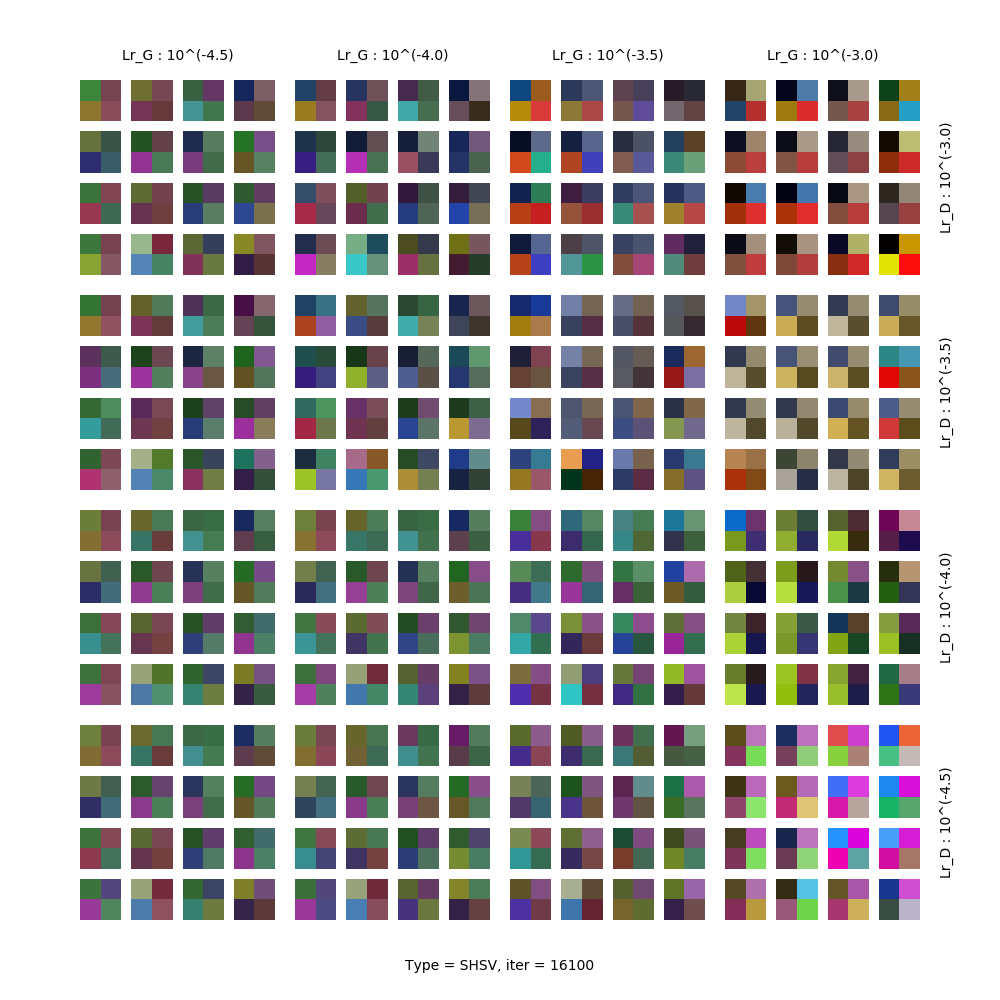 Lr_G : 10^(-4.5)
Lr_G : 10^(-4.0)
Lr_G : 10^(-3.5)
Lr_G : 10^(-3.0)
Lr_D : 10^(-3.0)
Lr_D : 10^(-3.5)
Lr_D : 10^(-4.0)
Lr_D : 10^(-4.5)
Type = SHSV, iter = 16100